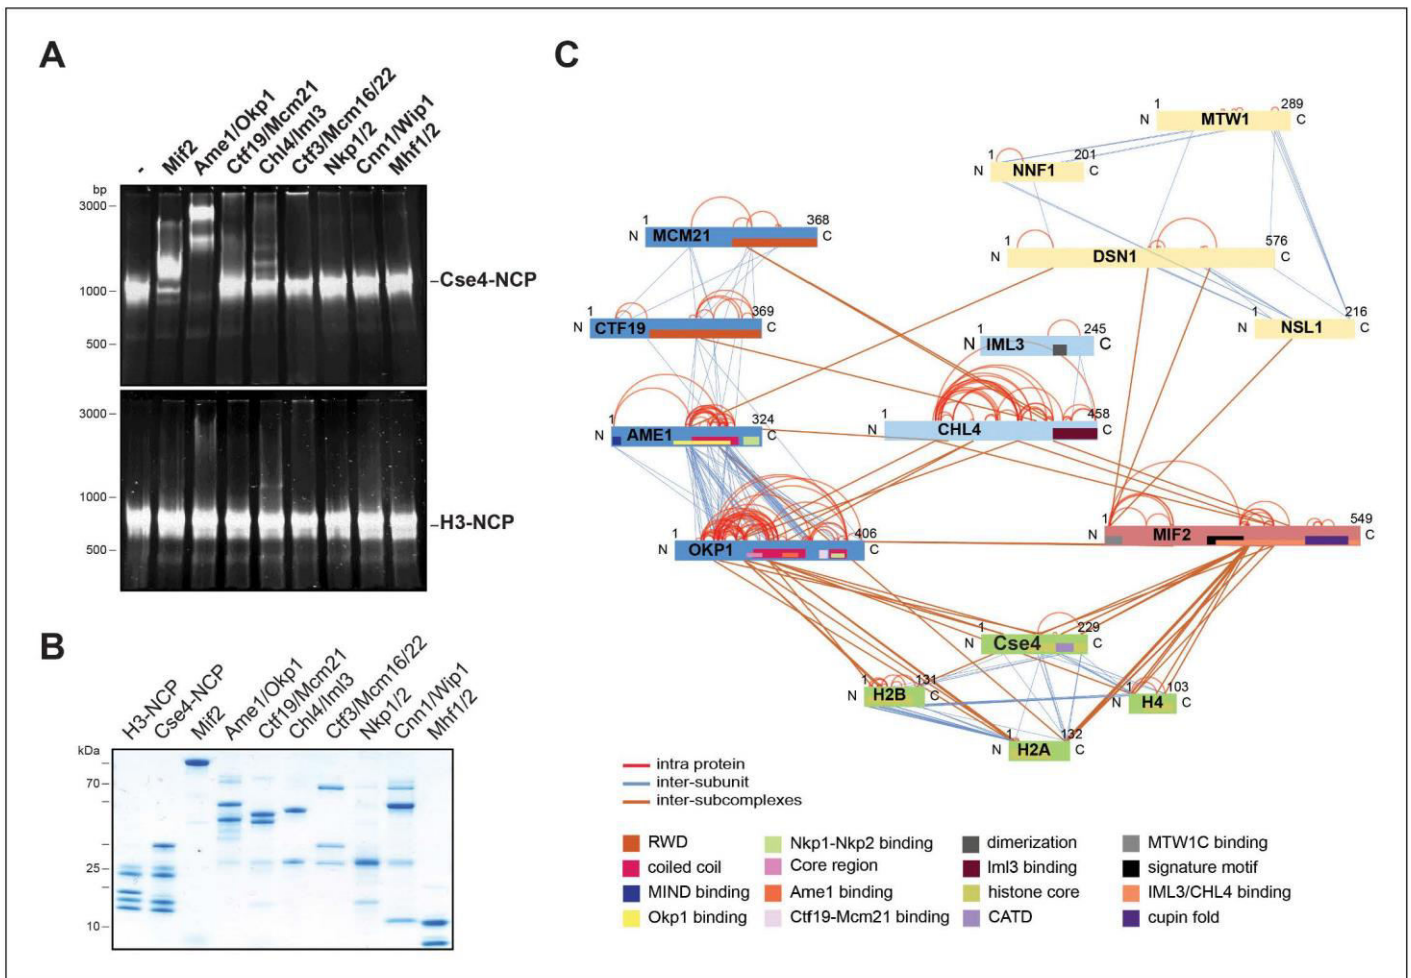 A
-
Mif2
Ame1/Okp1
Ctf19/Mcm21
Chl4/Iml3
Ctf3/Mcm16/22
Nkp1/2
Cnn1/Wip1
Mhf1/2
bp
3000
1000
500
Cse4-NCP
3000
1000
500
H3-NCP
B
H3-NCP
Cse4-NCP
Mif2
Ame1/Okp1
Ctf19/Mcm21
Chl4/Iml3
Ctf3/Mcm16/22
Nkp1/2
Cnn1/Wip1
Mhf1/2
kDa
70
25
10
C
1 289
N MTW1 C
1 201
N NNF1 C
1 368
N MCM21 C
1 576
N DSN1 C
1 369
N CTF19 C
1 245
N IML3 C
1 216
N NSL1 C
1 324
N AME1 C
1 458
N CHL4 C
1 406
N OKP1 C
1 549
N MIF2 C
1 229
N Cse4 C
1 131
N H2B C
1 103
N H4 C
1 132
N H2A C
intra protein
inter-subunit
inter-subcomplexes
RWD
coiled coil
MIND binding
Okp1 binding
Nkp1-Nkp2 binding
Core region
Ame1 binding
Ctf19-Mcm21 binding
dimerization
Iml3 binding
histone core
CATD
MTW1C binding
signature motif
IML3/CHL4 binding
cupin fold